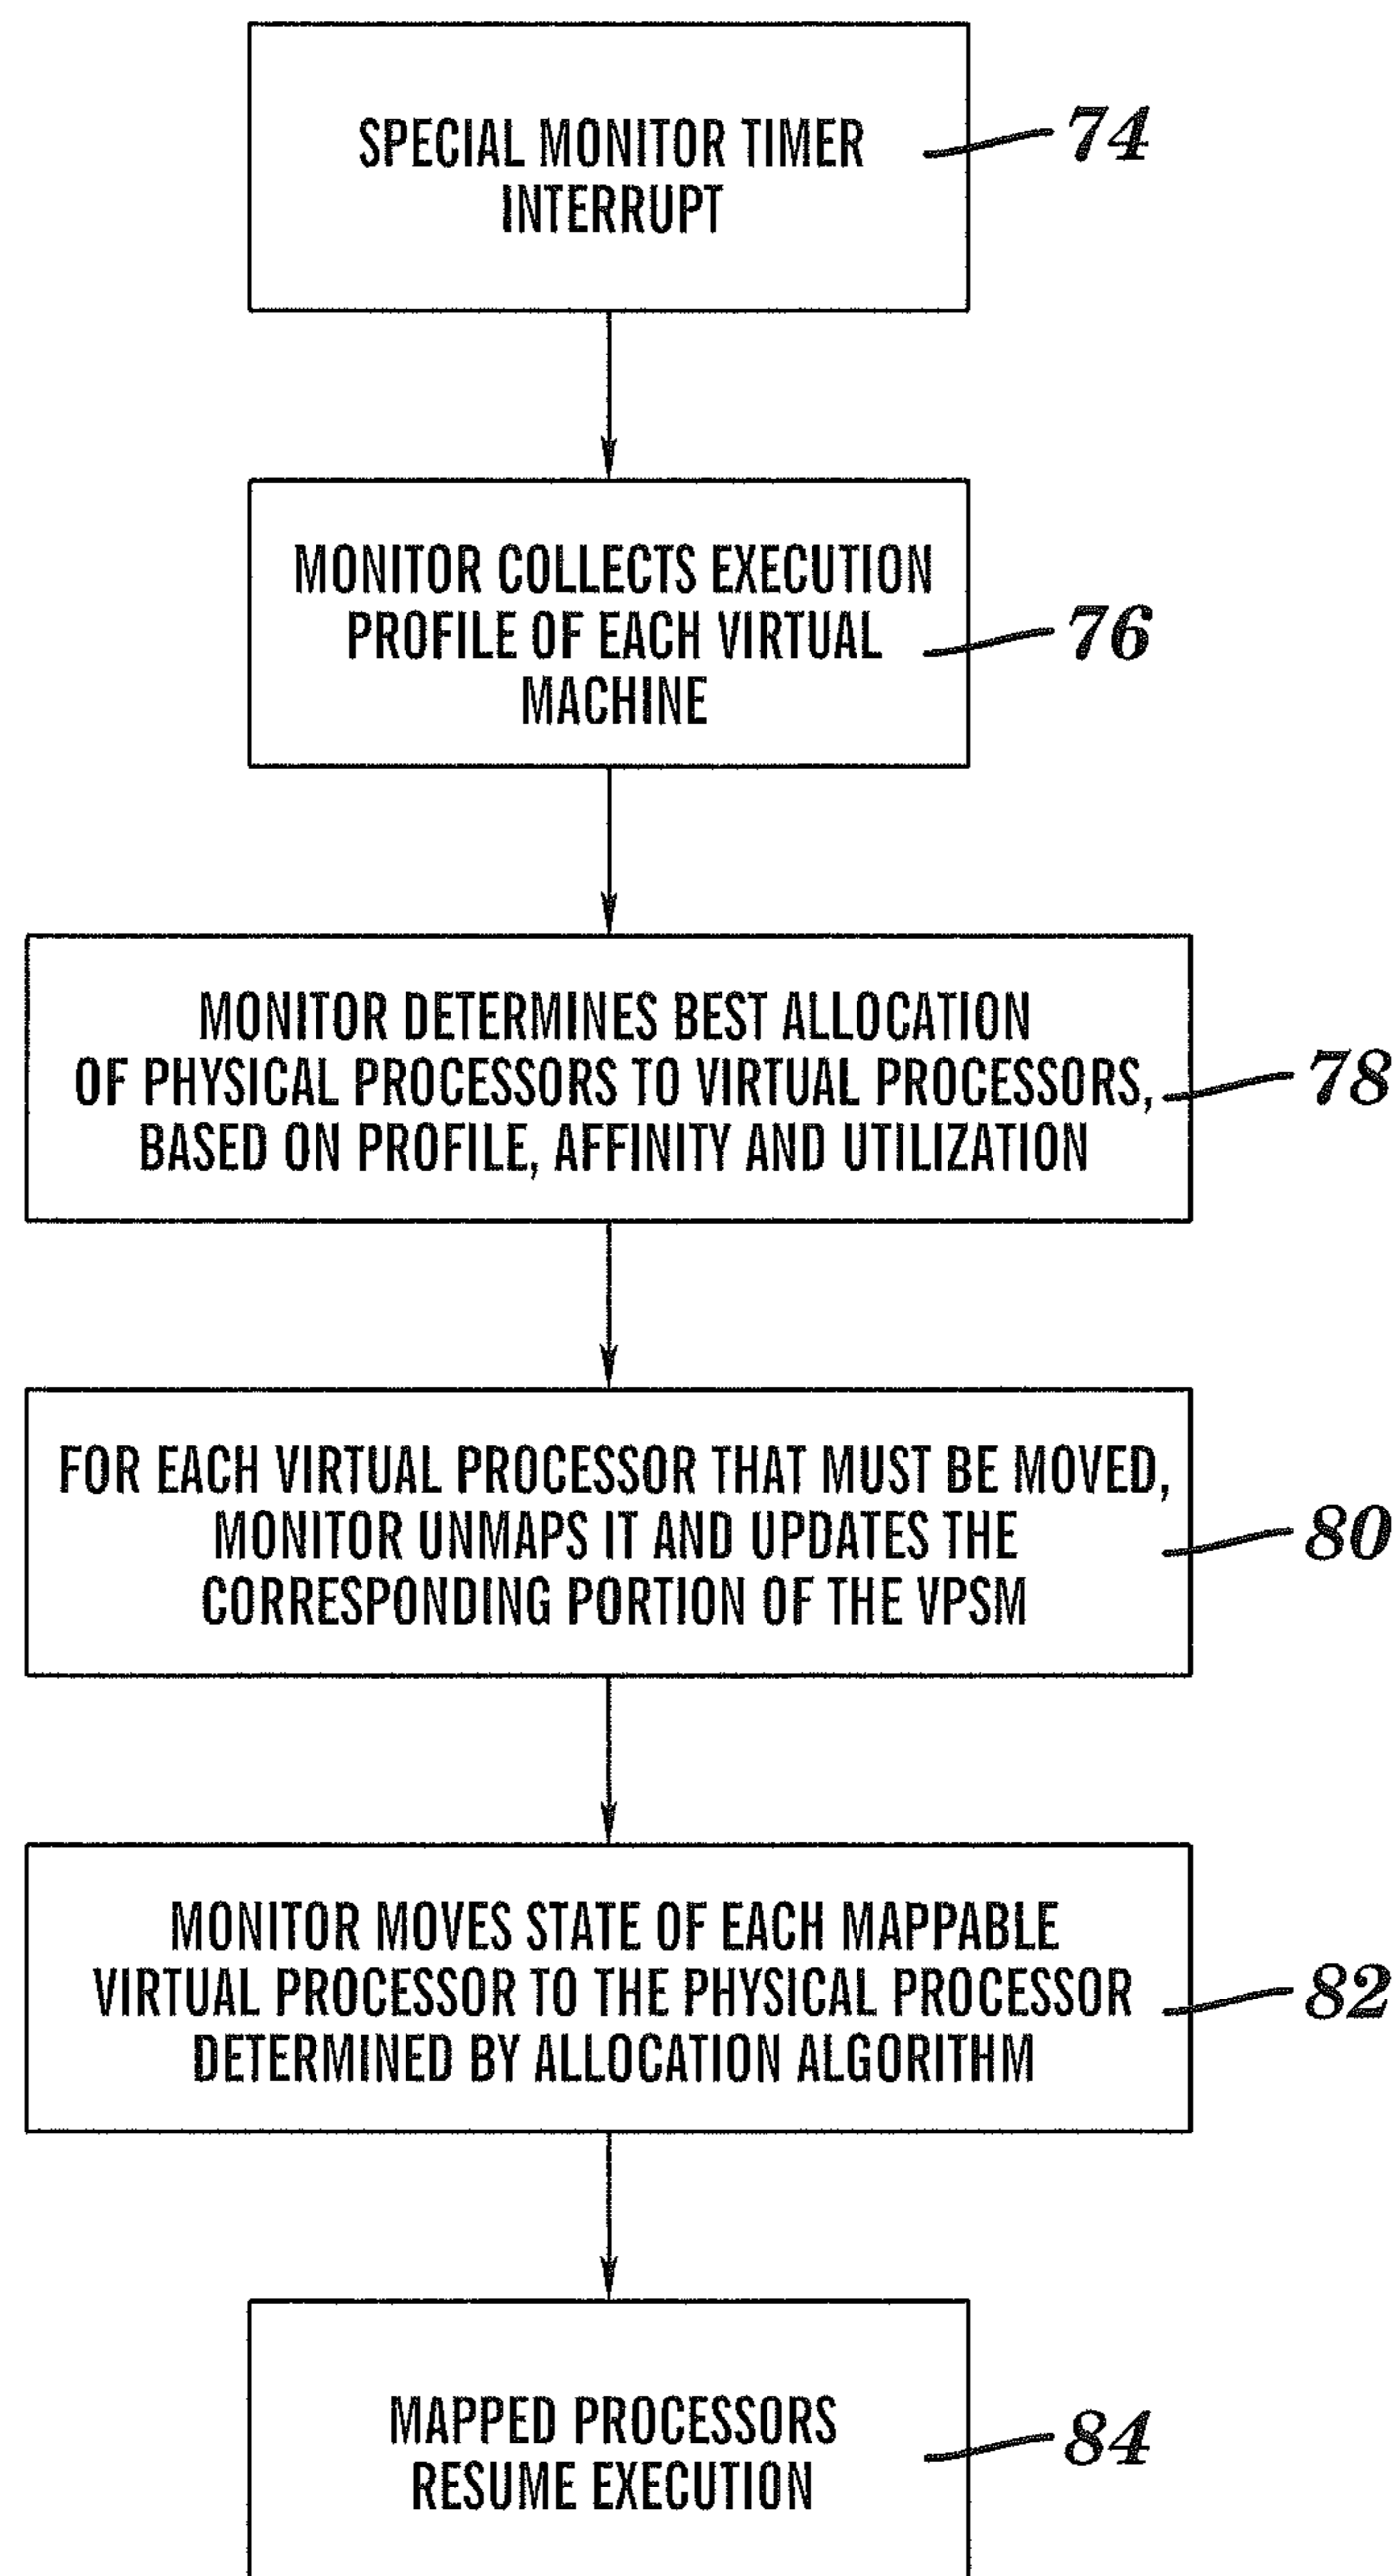 SPECIAL MONITOR TIMER
INTERRUPT
74
MONITOR COLLECTS EXECUTION
PROFILE OF EACH VIRTUAL
MACHINE
76
MONITOR DETERMINES BEST ALLOCATION
OF PHYSICAL PROCESSORS TO VIRTUAL PROCESSORS,
BASED ON PROFILE, AFFINITY AND UTILIZATION
78
FOR EACH VIRTUAL PROCESSOR THAT MUST BE MOVED,
MONITOR UNMAPS IT AND UPDATES THE
CORRESPONDING PORTION OF THE VPSM
80
MONITOR MOVES STATE OF EACH MAPPABLE
VIRTUAL PROCESSOR TO THE PHYSICAL PROCESSOR
DETERMINED BY ALLOCATION ALGORITHM
82
MAPPED PROCESSORS
RESUME EXECUTION
84